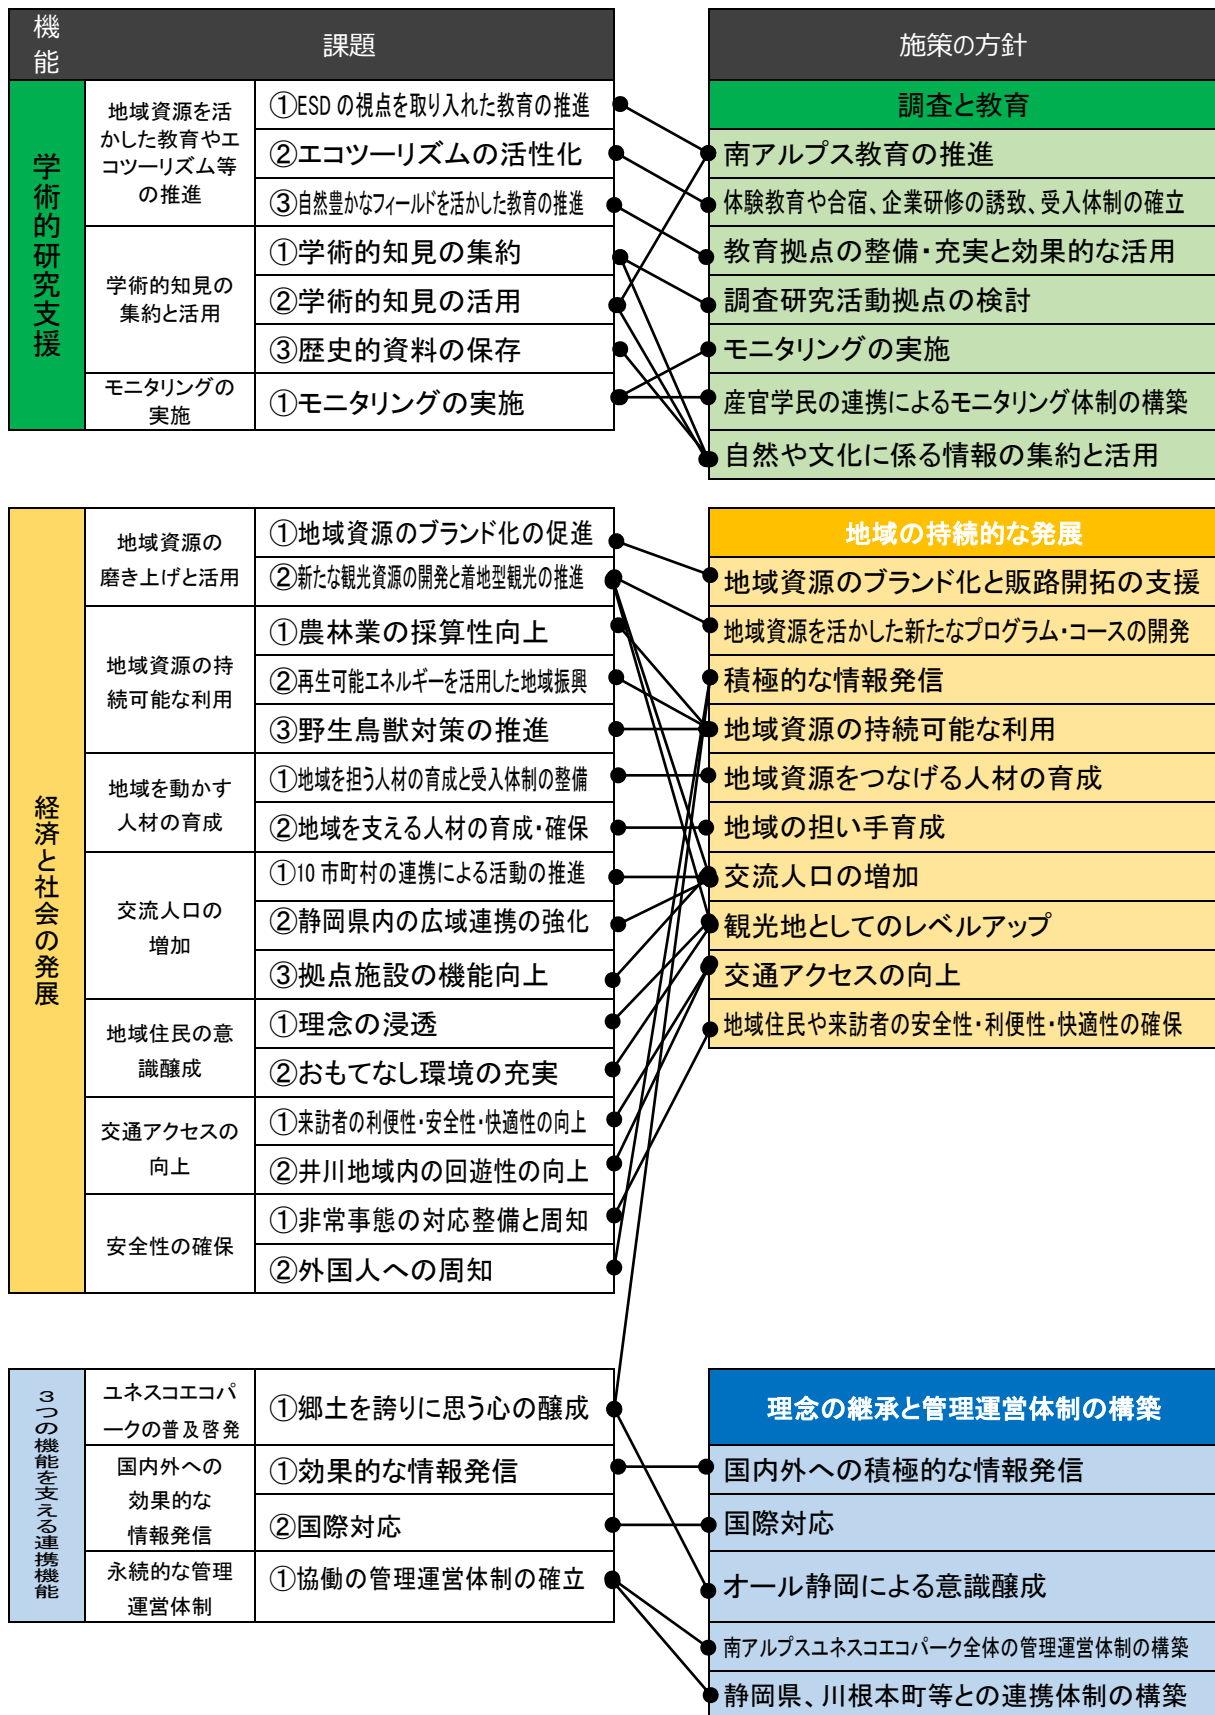 機能
課題
施策の方針
学術的研究支援
地域資源を活
かした教育やエ
コツーリズム等
の推進
①ESDの視点を取り入れた教育の推進
②エコツーリズムの活性化
③自然豊かなフィールドを活かした教育の推進
学術的知見の
集約と活用
①学術的知見の集約
②学術的知見の活用
③歴史的資料の保存
モニタリングの
実施
①モニタリングの実施
調査と教育
南アルプス教育の推進
体験教育や合宿、企業研修の誘致、受入体制の確立
教育拠点の整備・充実と効果的な活用
調査研究活動拠点の検討
モニタリングの実施
産官学民の連携によるモニタリング体制の構築
自然や文化に係る情報の集約と活用
経済と社会の発展
地域資源の
磨き上げと活用
①地域資源のブランド化の促進
②新たな観光資源の開発と着地型観光の推進
地域資源の持
続可能な利用
①農林業の採算性向上
②再生可能エネルギーを活用した地域振興
③野生鳥獣対策の推進
地域を動かす
人材の育成
①地域を担う人材の育成と受入体制の整備
②地域を支える人材の育成・確保
交流人口の
増加
①10市町村の連携による活動の推進
②静岡県内の広域連携の強化
③拠点施設の機能向上
地域住民の意
識醸成
①理念の浸透
②おもてなし環境の充実
交通アクセスの
向上
①来訪者の利便性・安全性・快適性の向上
②井川地域内の回遊性の向上
安全性の確保
①非常事態の対応整備と周知
②外国人への周知
地域の持続的な発展
地域資源のブランド化と販路開拓の支援
地域資源を活かした新たなプログラム・コースの開発
積極的な情報発信
地域資源の持続可能な利用
地域資源をつなげる人材の育成
地域の担い手育成
交流人口の増加
観光地としてのレベルアップ
交通アクセスの向上
地域住民や来訪者の安全性・利便性・快適性の確保
３つの機能を支える連携機能
ユネスコエコパ
ークの普及啓発
①郷土を誇りに思う心の醸成
国内外への
効果的な
情報発信
①効果的な情報発信
②国際対応
永続的な管理
運営体制
①協働の管理運営体制の確立
理念の継承と管理運営体制の構築
国内外への積極的な情報発信
国際対応
オール静岡による意識醸成
南アルプスユネスコエコパーク全体の管理運営体制の構築
静岡県、川根本町等との連携体制の構築